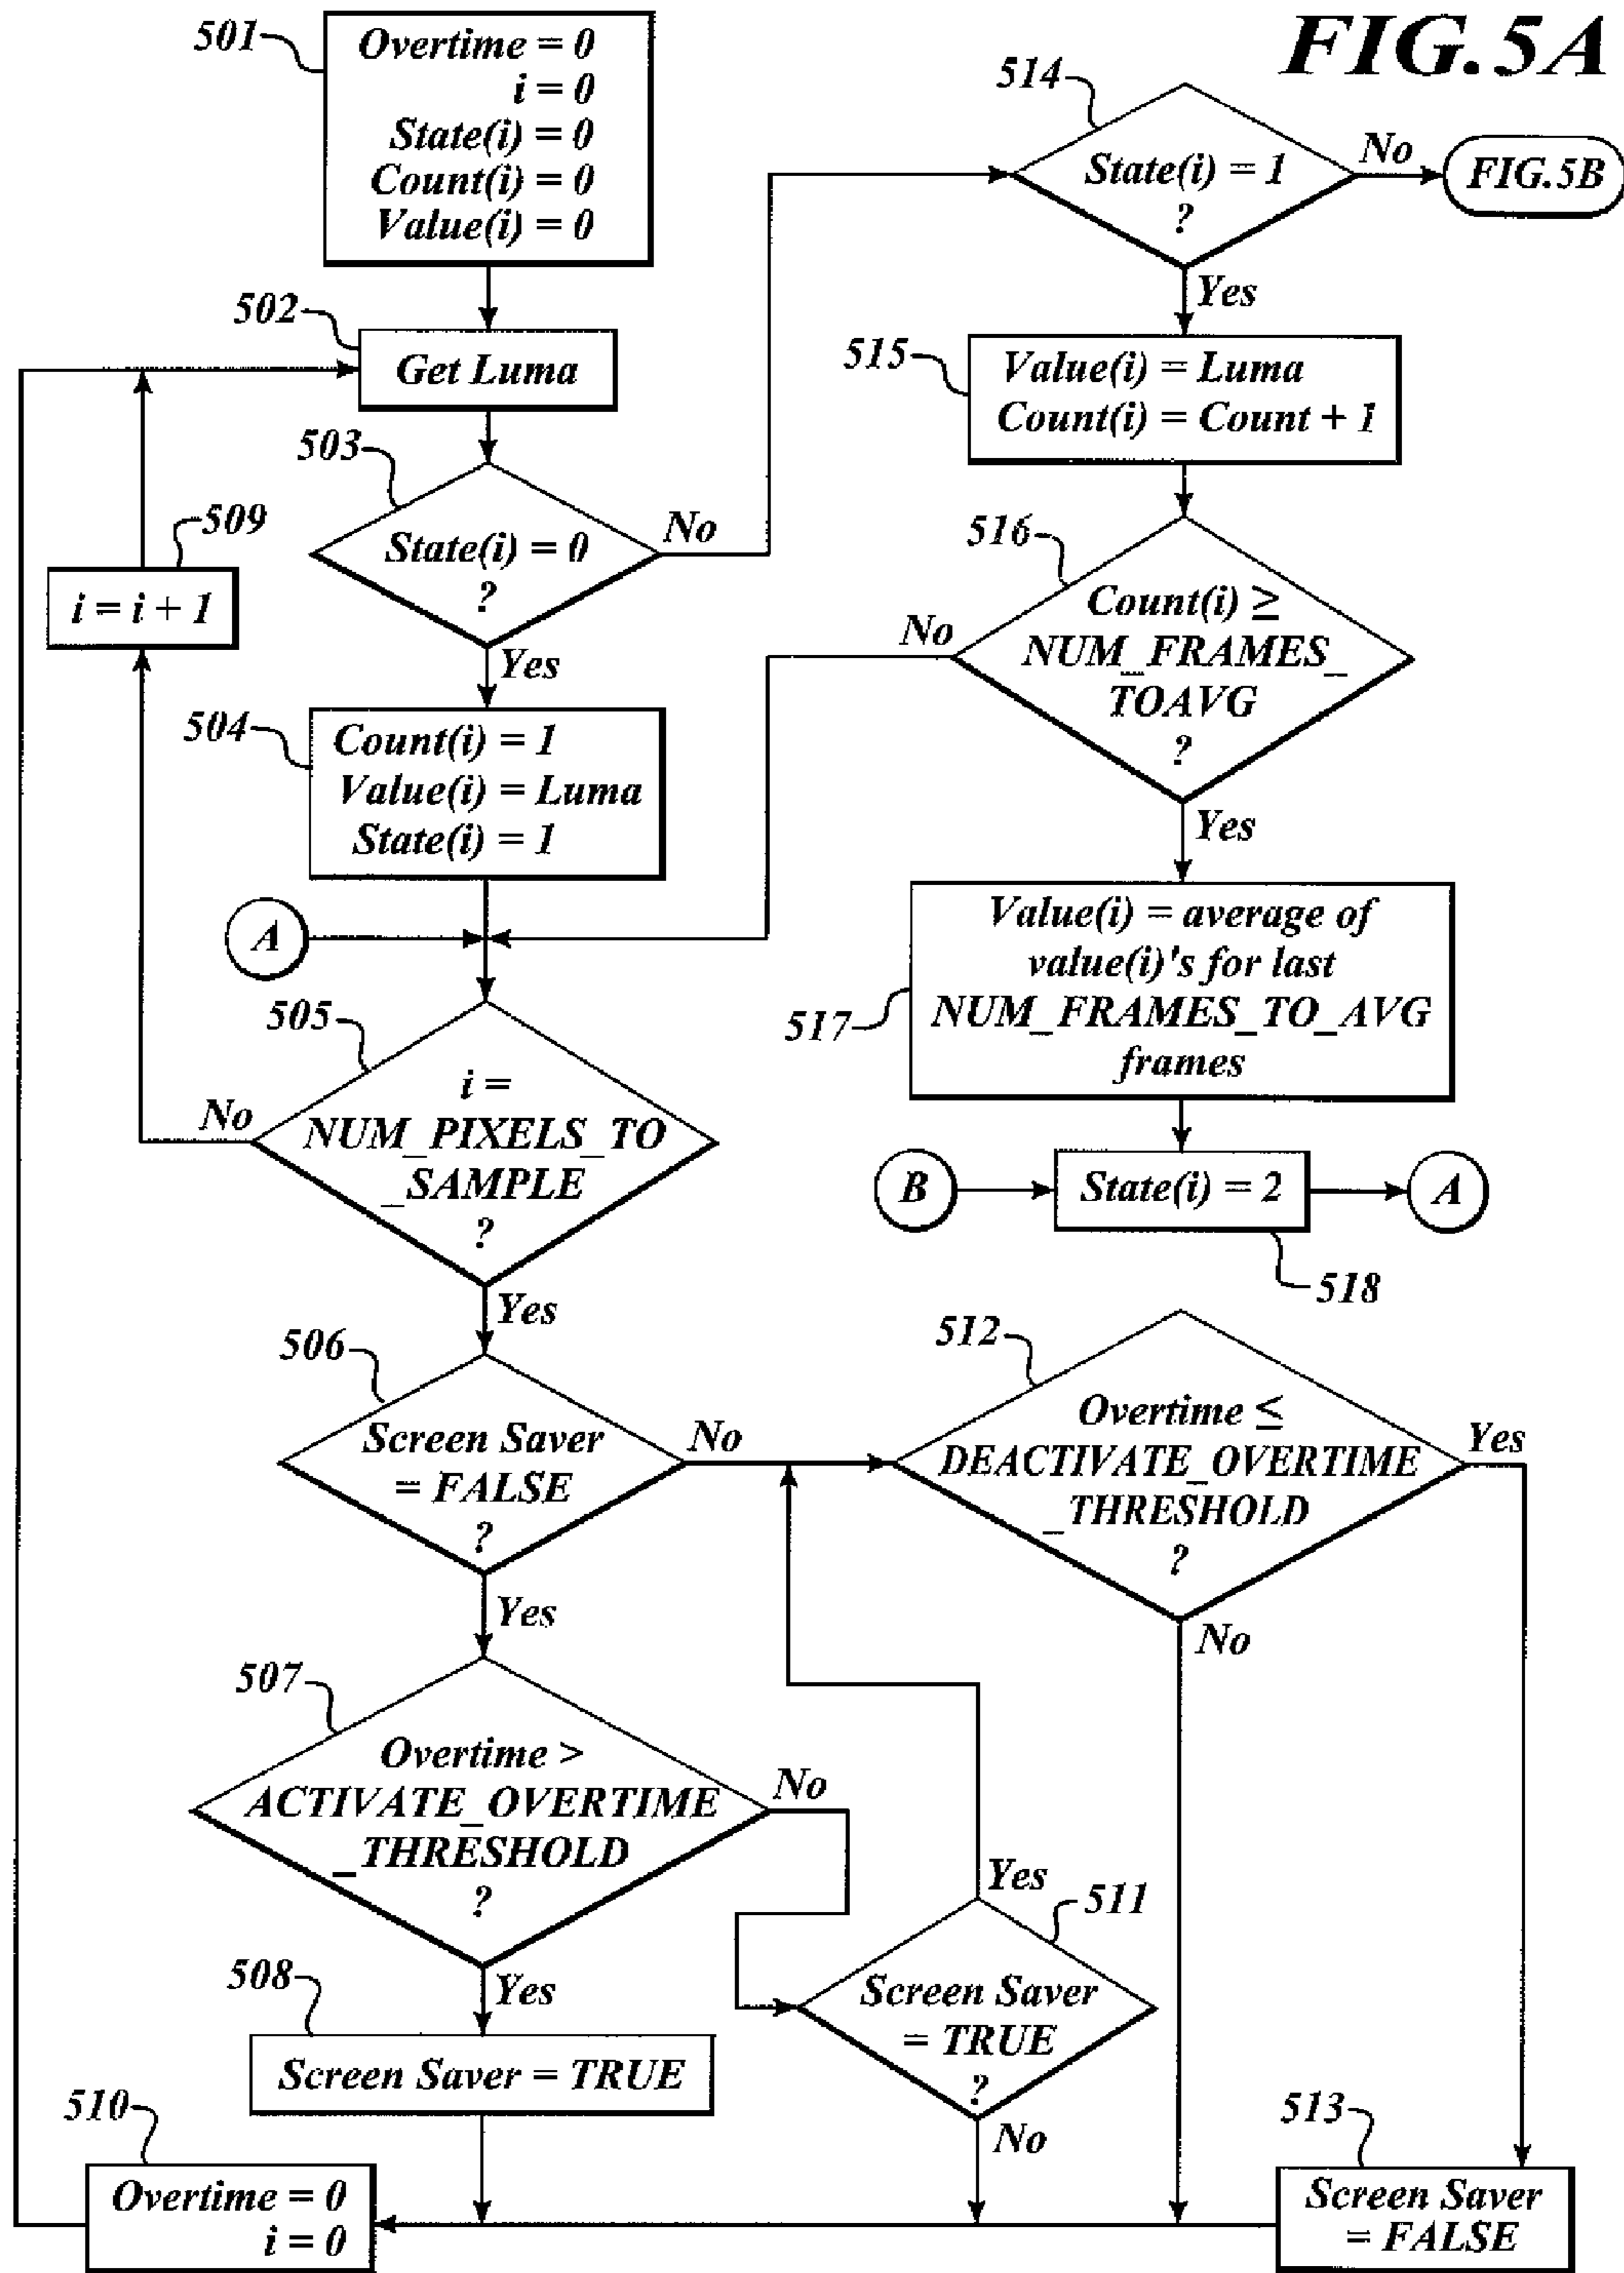 FIG.5A
501
Overtime = 0
i = 0
State(i) = 0
Count(i) = 0
Value(i) = 0
502
Get Luma
503
State(i) = 0
?
No
Yes
509
i = i + 1
504
Count(i) = 1
Value(i) = Luma
State(i) = 1
A
505
i =
NUM_PIXELS_TO
_SAMPLE
?
No
Yes
506
Screen Saver
= FALSE
?
No
Yes
507
Overtime >
ACTIVATE_OVERTIME
_THRESHOLD
?
No
Yes
508
Screen Saver = TRUE
510
Overtime = 0
i = 0
514
State(i) = 1
?
No
FIG.5B
Yes
515
Value(i) = Luma
Count(i) = Count + 1
516
Count(i) ≥
NUM_FRAMES_
TOAVG
?
No
Yes
517
Value(i) = average of
value(i)'s for last
NUM_FRAMES_TO_AVG
frames
B
State(i) = 2
A
518
512
Overtime ≤
DEACTIVATE_OVERTIME
_THRESHOLD
?
Yes
No
511
Yes
Screen Saver
= TRUE
?
No
513
Screen Saver
= FALSE